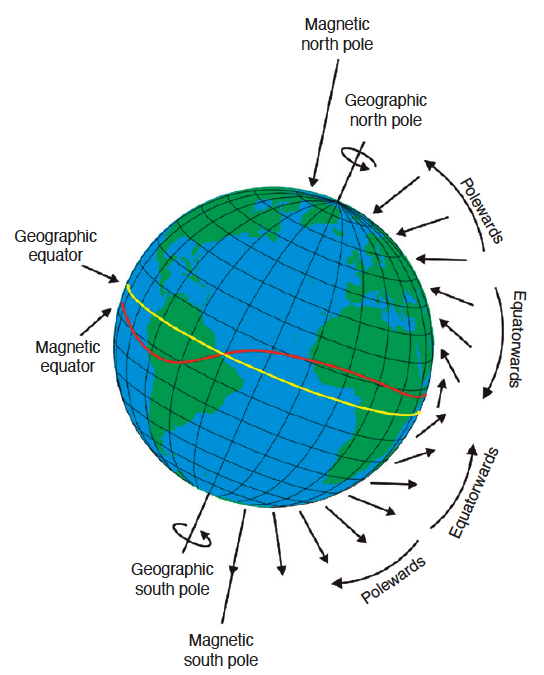 Magnetic
north pole
Geographic
north pole
Polewards
Geographic
equator
Equatorwards
Magnetic
equator
Equatorwards
Polewards
Geographic
south pole
Magnetic
south pole